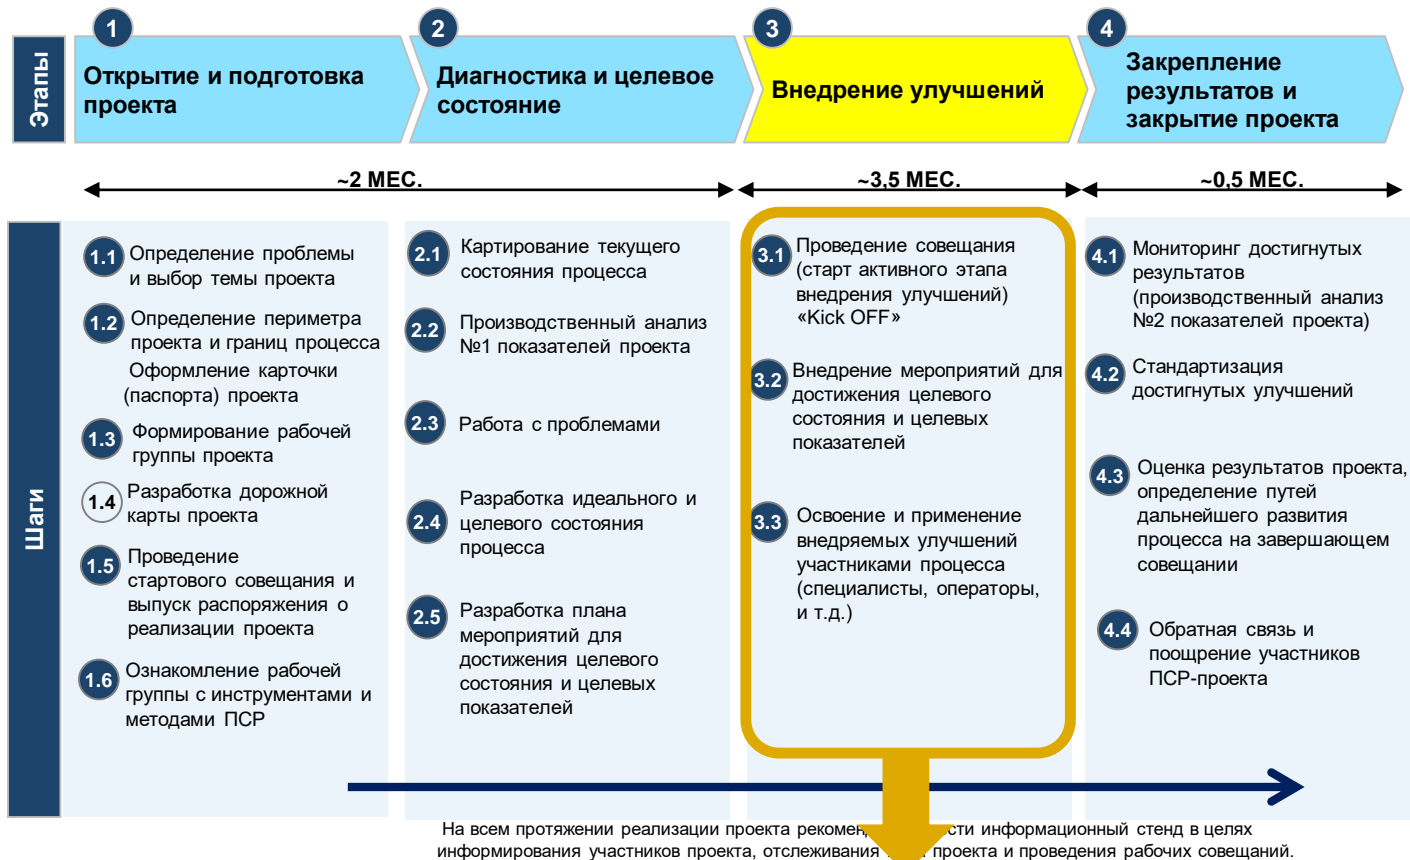 1
2
3
4
Этапы
Открытие и подготовка
проекта
Диагностика и целевое
состояние
Внедрение улучшений
Закрепление
результатов и
закрытие проекта
~2 МЕС.
~3,5 МЕС.
~0,5 МЕС.
Шаги
1.1 Определение проблемы
и выбор темы проекта
1.2 Определение периметра
проекта и границ процесса
Оформление карточки
(паспорта) проекта
1.3 Формирование рабочей
группы проекта
1.4 Разработка дорожной
карты проекта
1.5 Проведение
стартового совещания и
выпуск распоряжения о
реализации проекта
1.6 Ознакомление рабочей
группы с инструментами и
методами ПСР
2.1 Картирование текущего
состояния процесса
2.2 Производственный анализ
№1 показателей проекта
2.3 Работа с проблемами
2.4 Разработка идеального и
целевого состояния
процесса
2.5 Разработка плана
мероприятий для
достижения целевого
состояния и целевых
показателей
3.1 Проведение совещания
(старт активного этапа
внедрения улучшений)
«Kick OFF»
3.2 Внедрение мероприятий для
достижения целевого
состояния и целевых
показателей
3.3 Освоение и применение
внедряемых улучшений
участниками процесса
(специалисты, операторы,
и т.д.)
4.1 Мониторинг достигнутых
результатов
(производственный анализ
№2 показателей проекта)
4.2 Стандартизация
достигнутых улучшений
4.3 Оценка результатов проекта,
определение путей
дальнейшего развития
процесса на завершающем
совещании
4.4 Обратная связь и
поощрение участников
ПСР-проекта
На всем протяжении реализации проекта информационный стенд в целях
информирования участников проекта, отслеживания проекта и проведения рабочих совещаний.